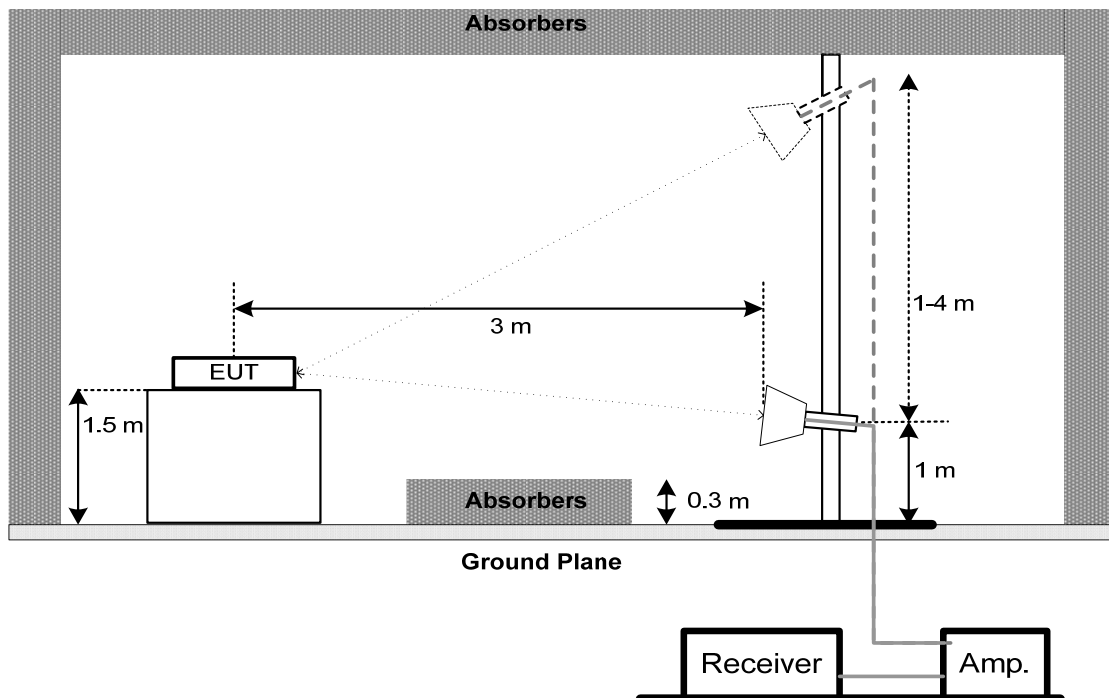 Absorbers
1-4 m
3 m
EUT
1.5 m
1 m
Absorbers
0.3 m
Ground Plane
Receiver
Amp.